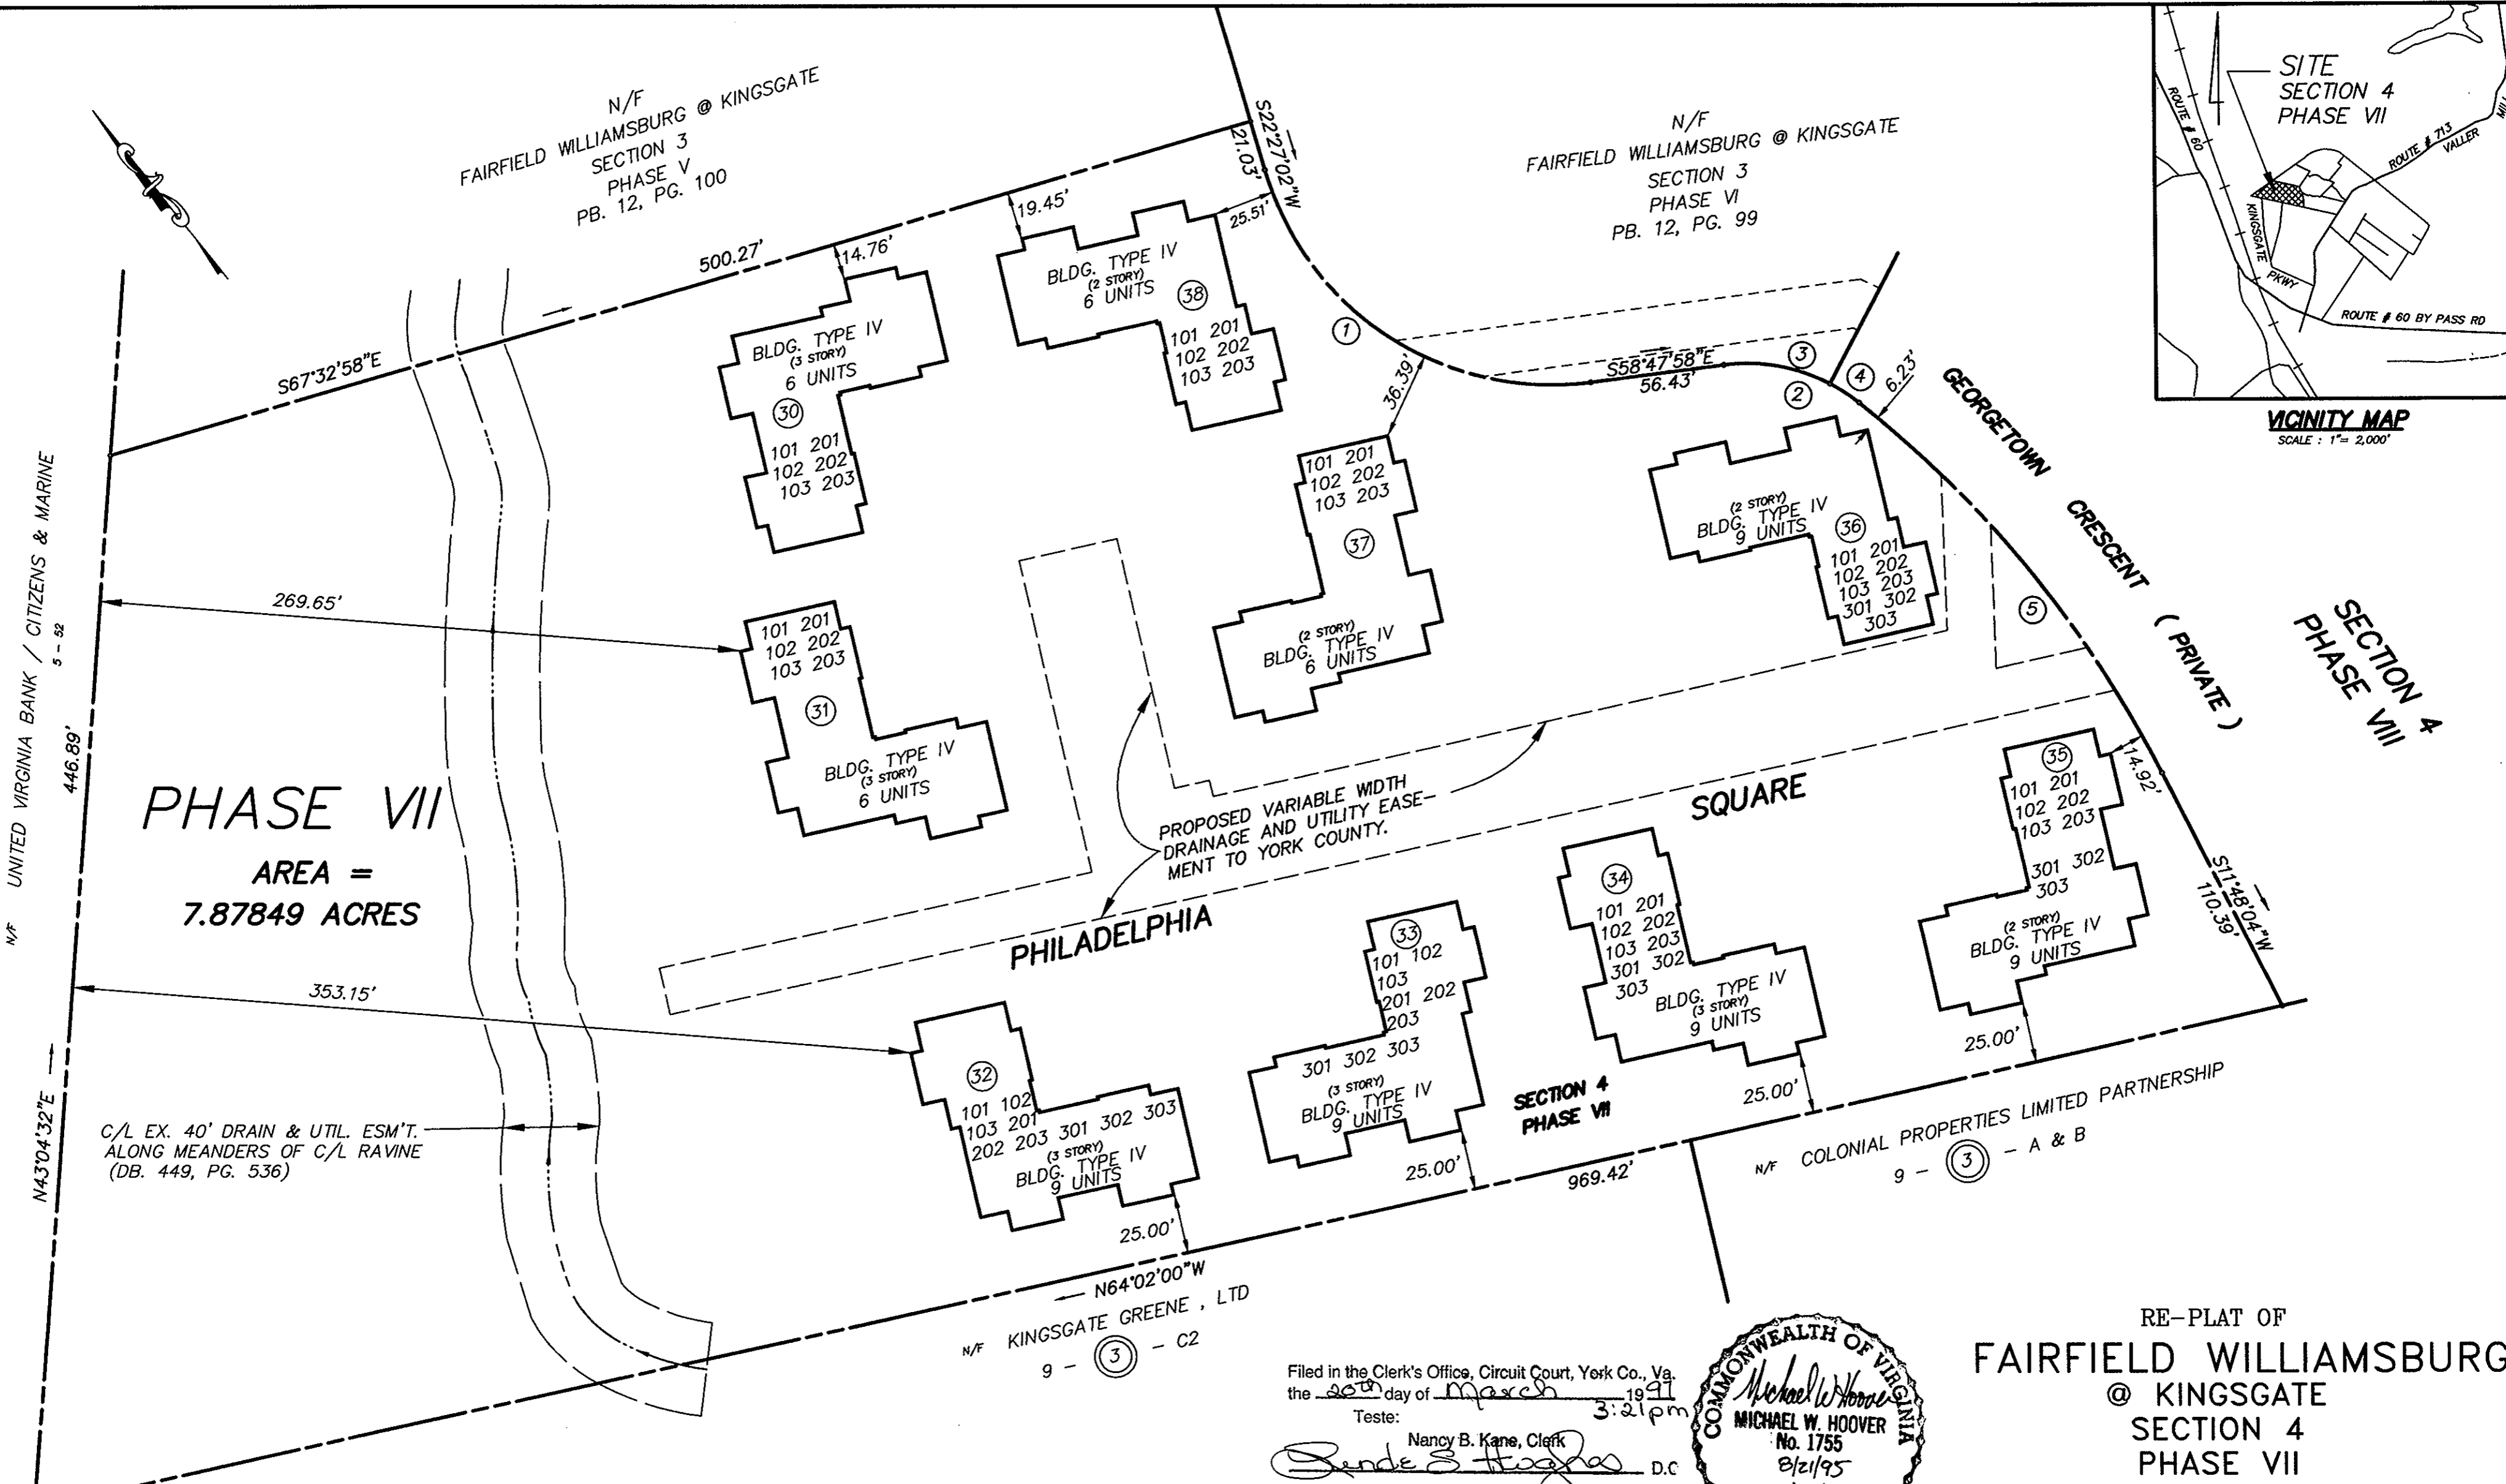 N/F
FAIRFIELD WILLIAMSBURG @ KINGSGATE
SECTION 3
PHASE V
PB. 12, PG. 100
N/F
FAIRFIELD WILLIAMSBURG @ KINGSGATE
SECTION 3
PHASE VI
PB. 12, PG. 99
SITE
SECTION 4
PHASE VII
ROUTE # 60
ROUTE # 713
VALLER
MIL
KINGSGATE
PKWY
ROUTE # 60 BY PASS RD
VICINITY MAP
SCALE : 1"= 2,000'
S22°27'02"W
21.03'
25.51'
19.45'
14.76'
500.27'
S67°32'58"E
BLDG. TYPE IV
(3 STORY)
6 UNITS
30
101 201
102 202
103 203
BLDG. TYPE IV
(2 STORY)
6 UNITS
38
101 201
102 202
103 203
1
36.39'
S58°47'58"E
56.43'
3
2
4
6.23'
GEORGETOWN CRESCENT ( PRIVATE )
5
SECTION 4
PHASE VIII
101 201
102 202
103 203
37
(2 STORY)
BLDG. TYPE IV
6 UNITS
(2 STORY)
BLDG. TYPE IV
9 UNITS
36
101 201
102 202
103 203
301 302
303
N/F UNITED VIRGINIA BANK / CITIZENS & MARINE
5 - 52
446.89'
N43°04'32"E
269.65'
101 201
102 202
103 203
31
BLDG. TYPE IV
(3 STORY)
6 UNITS
PHASE VII
AREA =
7.87849 ACRES
PROPOSED VARIABLE WIDTH
DRAINAGE AND UTILITY EASE-
MENT TO YORK COUNTY.
PHILADELPHIA SQUARE
353.15'
C/L EX. 40' DRAIN & UTIL. ESM'T.
ALONG MEANDERS OF C/L RAVINE
(DB. 449, PG. 536)
32
101 102
103 201
202 203 301 302 303
(3 STORY)
BLDG. TYPE IV
9 UNITS
25.00'
33
101 102
103
201 202
203
301 302 303
(3 STORY)
BLDG. TYPE IV
9 UNITS
25.00'
34
101 201
102 202
103 203
301 302
303
BLDG. TYPE IV
(3 STORY)
9 UNITS
25.00'
35
101 201
102 202
103 203
301 302
303
(2 STORY)
BLDG. TYPE IV
9 UNITS
25.00'
14.92'
S11°48'04"W
110.39'
SECTION 4
PHASE VII
969.42'
N64°02'00"W
N/F COLONIAL PROPERTIES LIMITED PARTNERSHIP
9 - 3 - A & B
N/F KINGSGATE GREENE , LTD
9 - 3 - C2
Filed in the Clerk's Office, Circuit Court, York Co., Va.
the 20th day of March 1997
3:21pm
Teste:
Nancy B. Kane, Clerk
D.C
COMMONWEALTH OF VIRGINIA
Michael W Hoover
MICHAEL W. HOOVER
No. 1755
8/21/95
RE-PLAT OF
FAIRFIELD WILLIAMSBURG
@ KINGSGATE
SECTION 4
PHASE VII